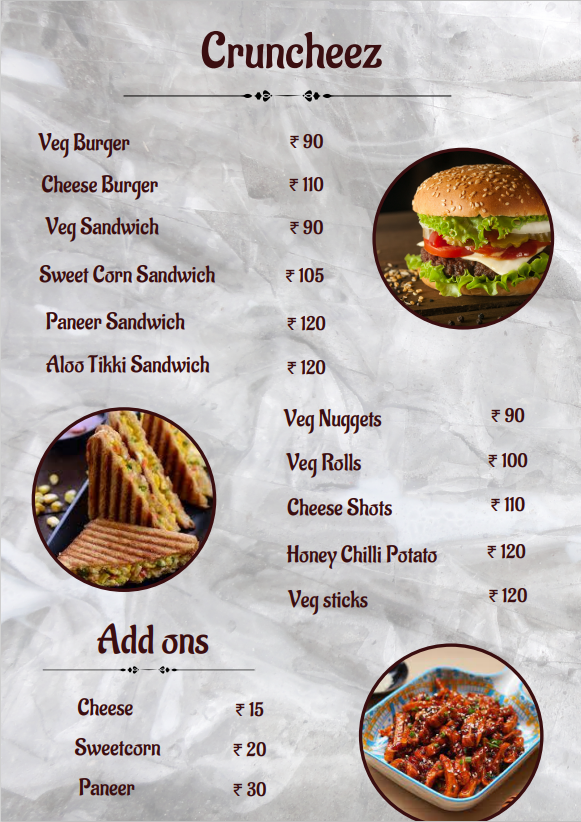 Cruncheez
Veg Burger ₹ 90
Cheese Burger ₹ 110
Veg Sandwich ₹ 90
Sweet Corn Sandwich ₹ 105
Paneer Sandwich ₹ 120
Aloo Tikki Sandwich ₹ 120
Veg Nuggets ₹ 90
Veg Rolls ₹ 100
Cheese Shots ₹ 110
Honey Chilli Potato ₹ 120
Veg sticks ₹ 120
Add ons
Cheese ₹ 15
Sweetcorn ₹ 20
Paneer ₹ 30